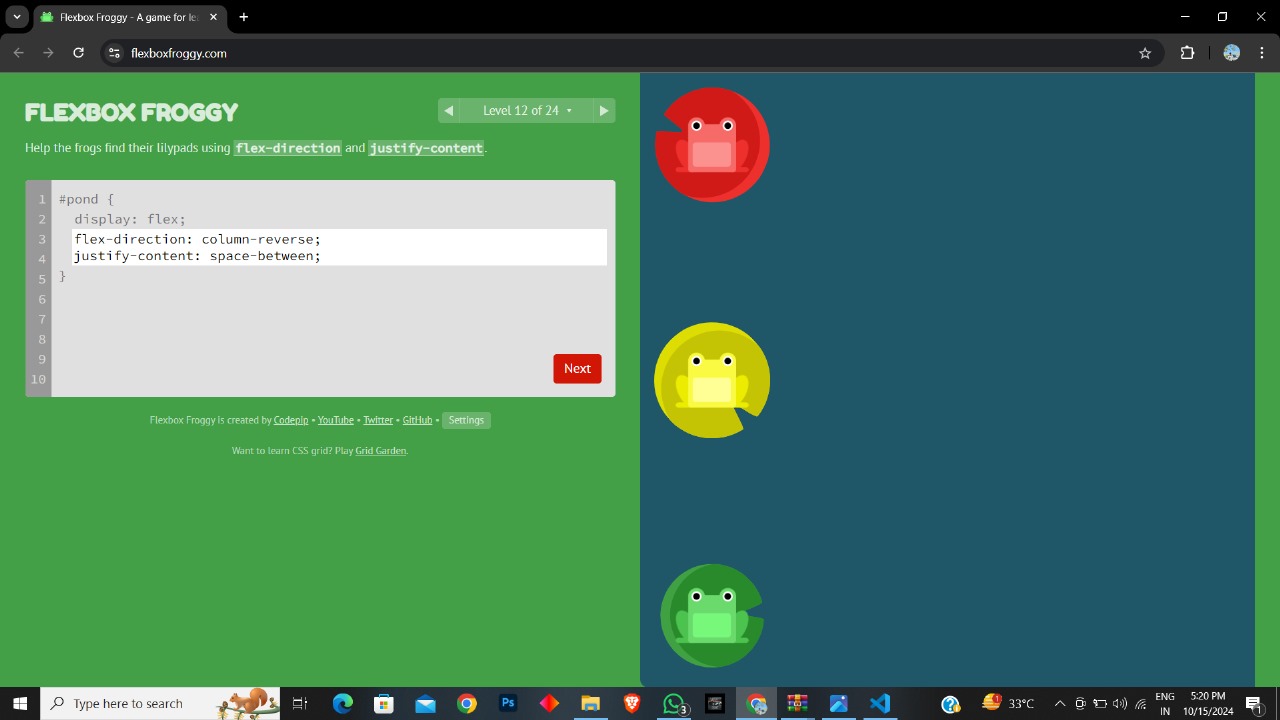 Flexbox Froggy - A game for le
flexboxfroggy.com
FLEXBOX FROGGY
Level 12 of 24
Help the frogs find their lilypads using flex-direction and justify-content.
1 #pond {
2 display: flex;
3 flex-direction: column-reverse;
4 justify-content: space-between;
5 }
6
7
8
9
10
Next
Flexbox Froggy is created by Codepip • YouTube • Twitter • GitHub • Settings
Want to learn CSS grid? Play Grid Garden.
Type here to search
Ps
3
1
33°C
ENG
IN
5:20 PM
10/15/2024
1